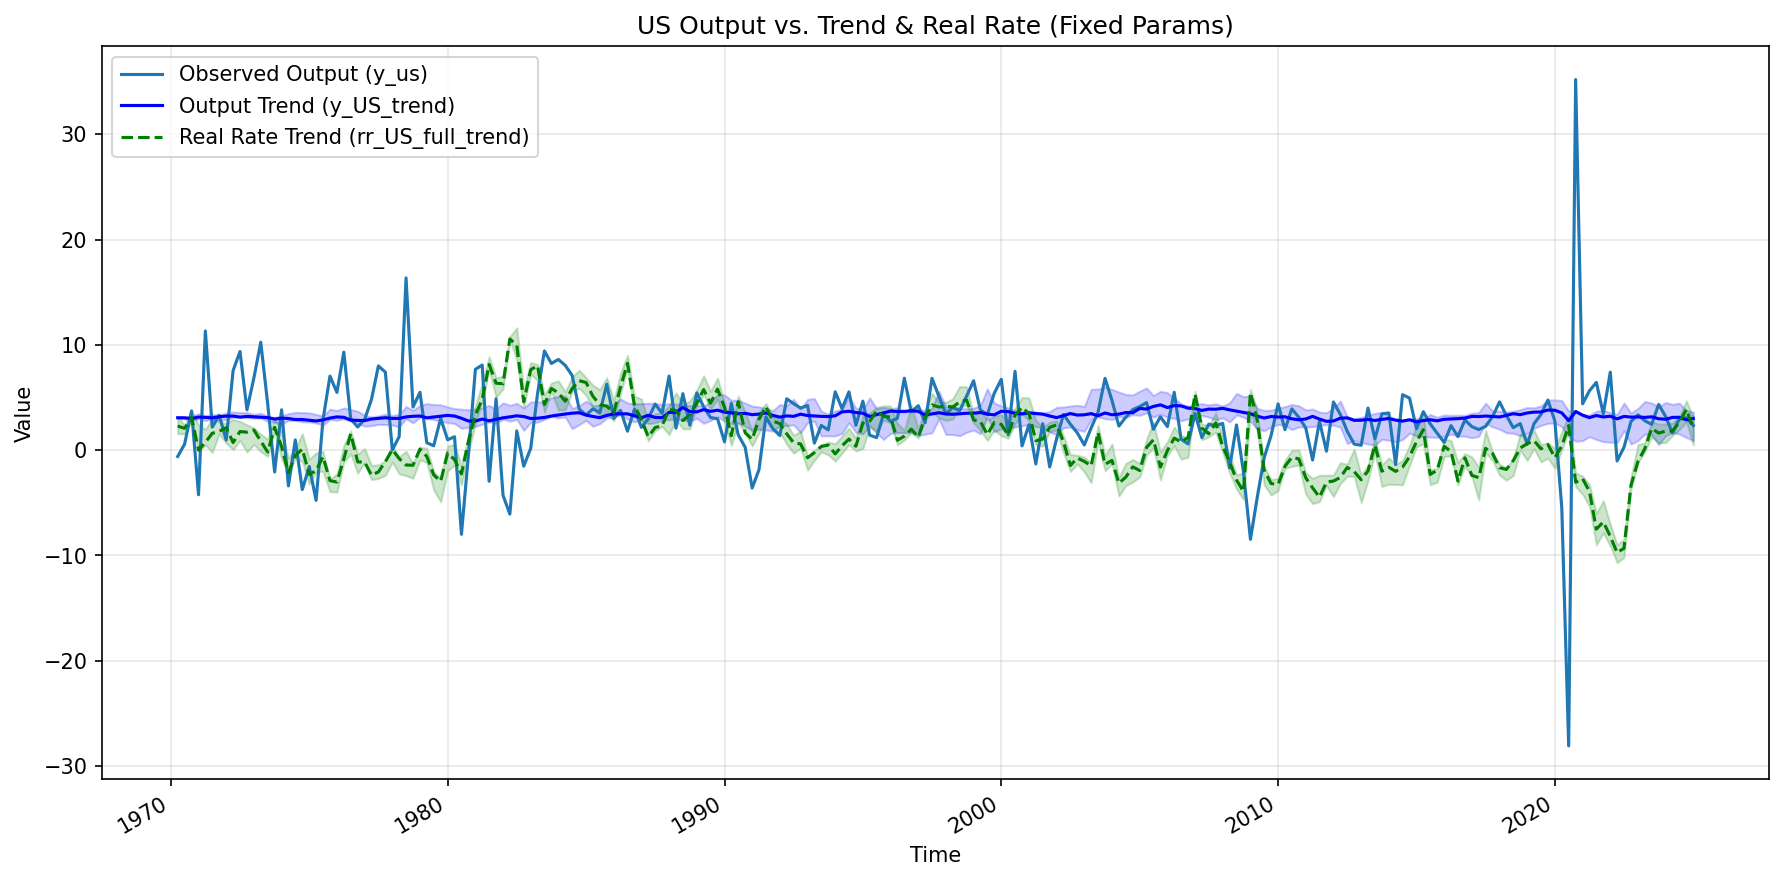 US Output vs. Trend & Real Rate (Fixed Params)
Observed Output (y_us)
Output Trend (y_US_trend)
Real Rate Trend (rr_US_full_trend)
Value
30
20
10
0
−10
−20
−30
1970
1980
1990
2000
2010
2020
Time